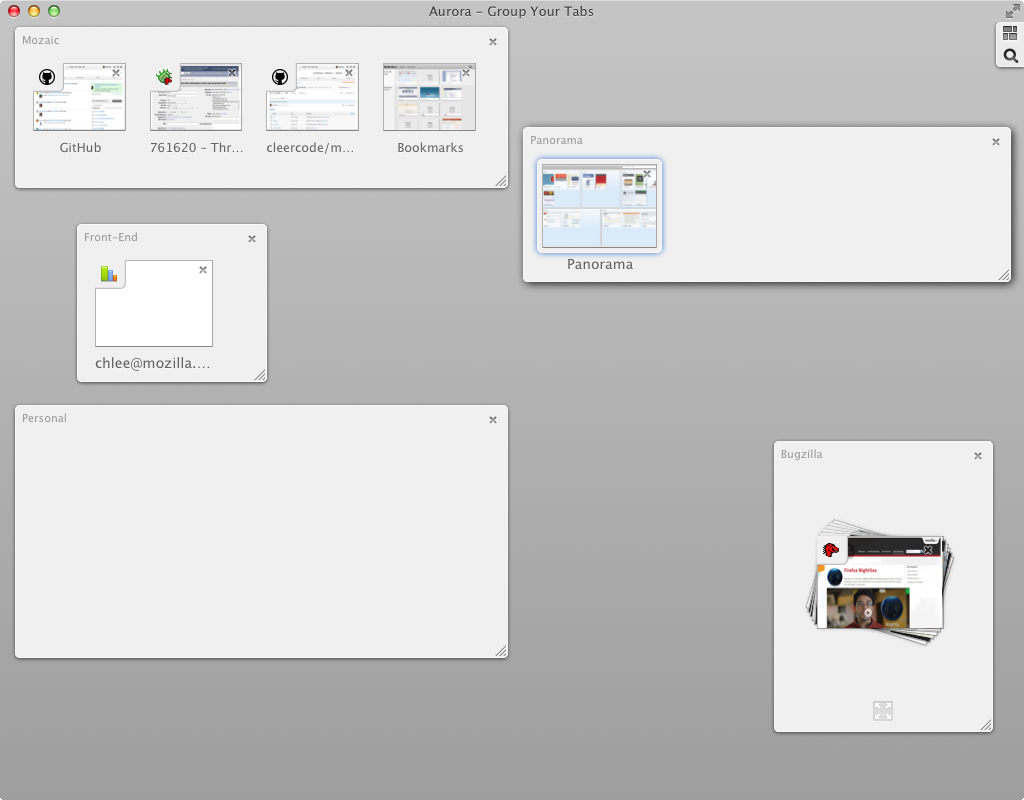 Aurora – Group Your Tabs
Mozaic
GitHub
761620 – Thr...
cleercode/m...
Bookmarks
Panorama
Panorama
Front-End
chlee@mozilla....
Personal
Bugzilla
Firefox Nightlies